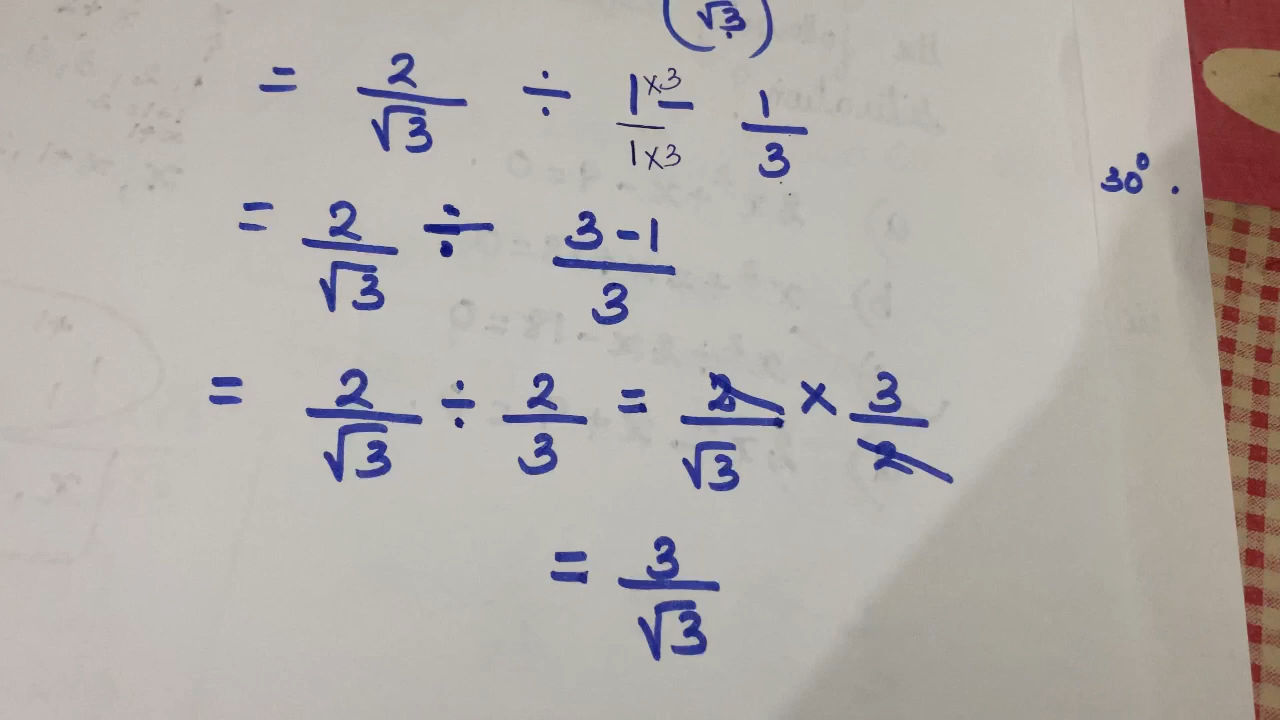 (√3)
= 2/√3 ÷ 1×3/1×3 − 1/3
30°.
= 2/√3 ÷ 3-1/3
= 2/√3 ÷ 2/3 = 2/√3 × 3/2
= 3/√3